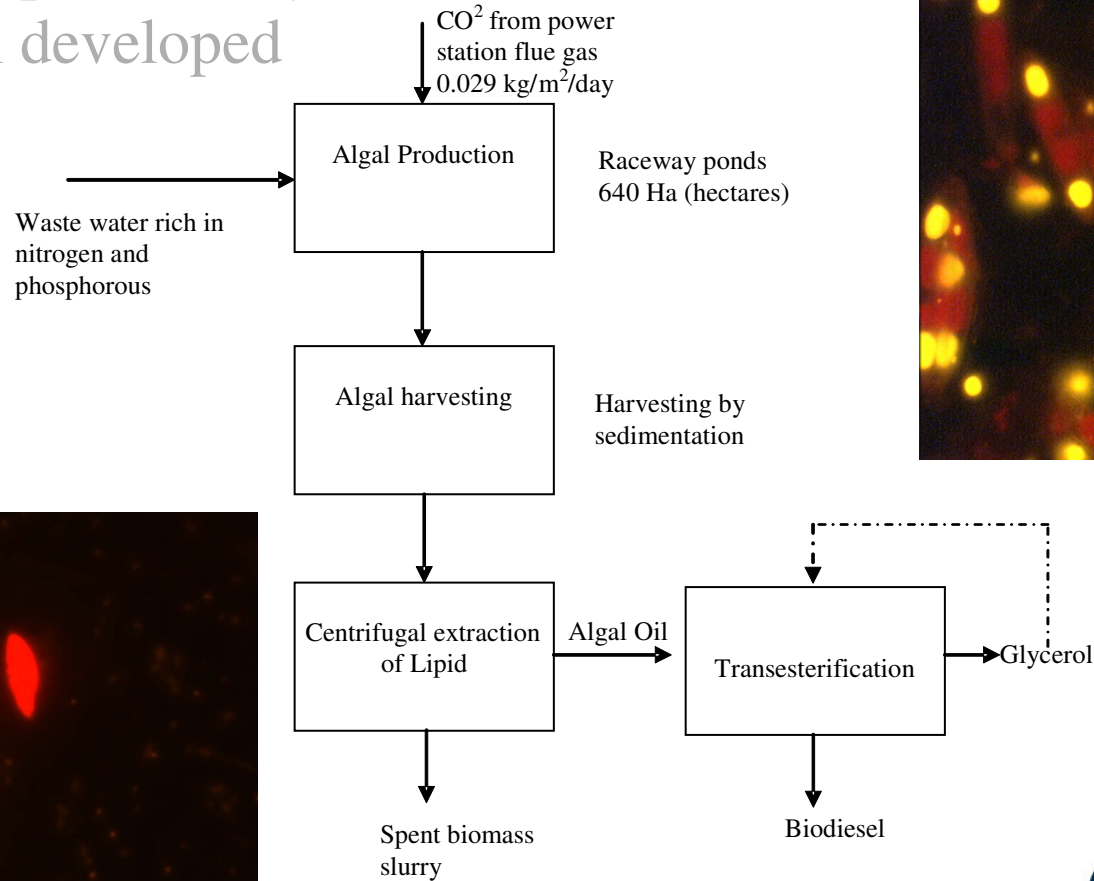 developed
CO² from power
station flue gas
0.029 kg/m²/day
Algal Production
Raceway ponds
640 Ha (hectares)
Waste water rich in
nitrogen and
phosphorous
Algal harvesting
Harvesting by
sedimentation
Centrifugal extraction
of Lipid
Algal Oil
Transesterification
Glycerol
Spent biomass
slurry
Biodiesel